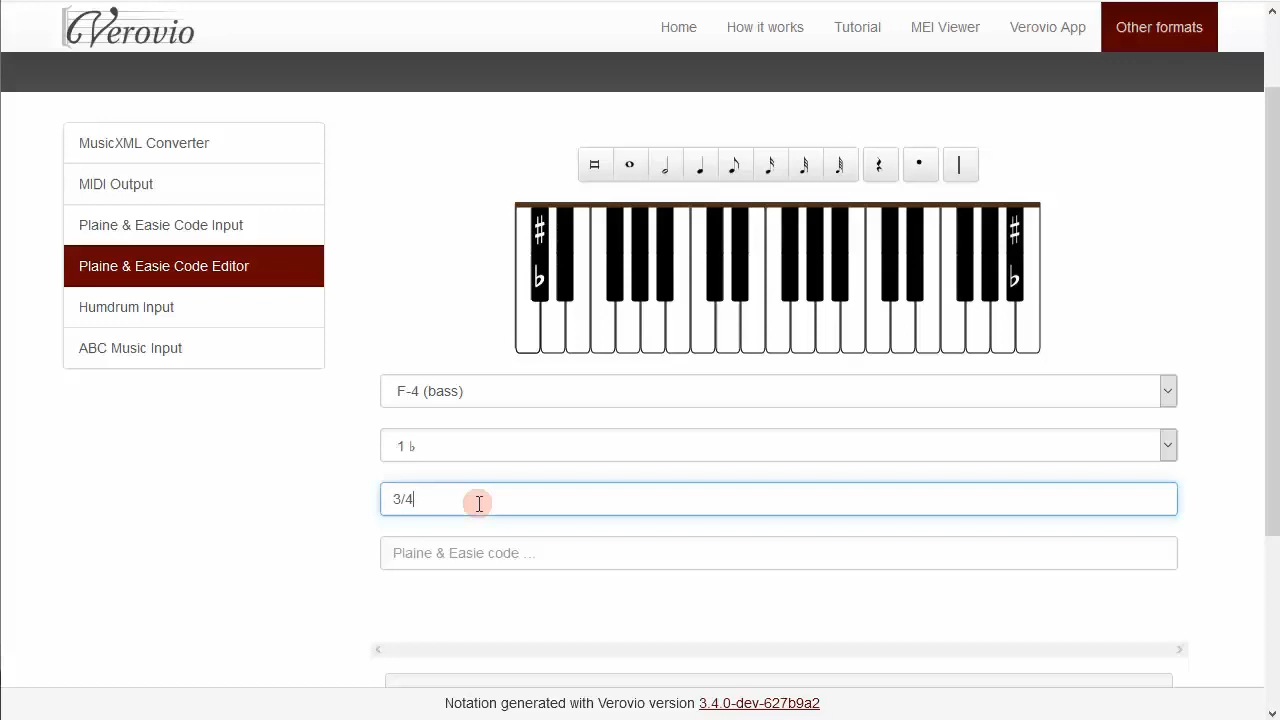 Verovio
Home How it works Tutorial MEI Viewer Verovio App Other formats
MusicXML Converter
MIDI Output
Plaine & Easie Code Input
Plaine & Easie Code Editor
Humdrum Input
ABC Music Input
♯ ♯
♭ ♭
F-4 (bass)
1 ♭
3/4
Plaine & Easie code ...
Notation generated with Verovio version 3.4.0-dev-627b9a2